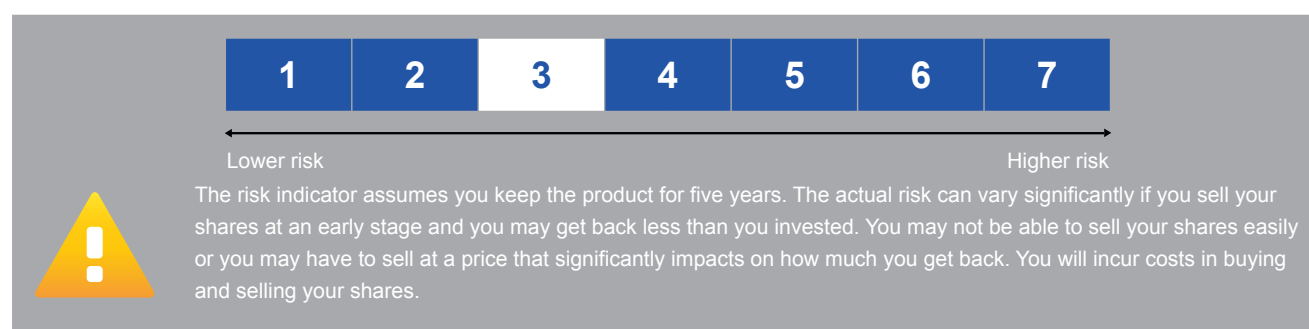 1 2 3 4 5 6 7
Lower risk Higher risk
The risk indicator assumes you keep the product for five years. The actual risk can vary significantly if you sell your
shares at an early stage and you may get back less than you invested. You may not be able to sell your shares easily
or you may have to sell at a price that significantly impacts on how much you get back. You will incur costs in buying
and selling your shares.